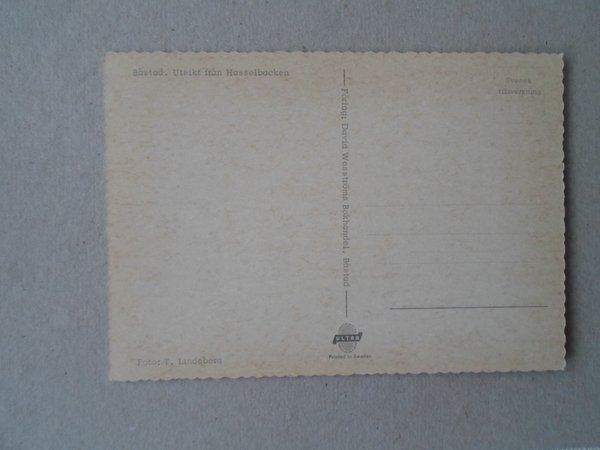 Båstad. Utsikt från Hasselbacken
Svensk
tillverkning
Förlag: David Wesströms Bokhandel, Båstad
ULTRA
Printed in Sweden
Foto: T. Lindeberg